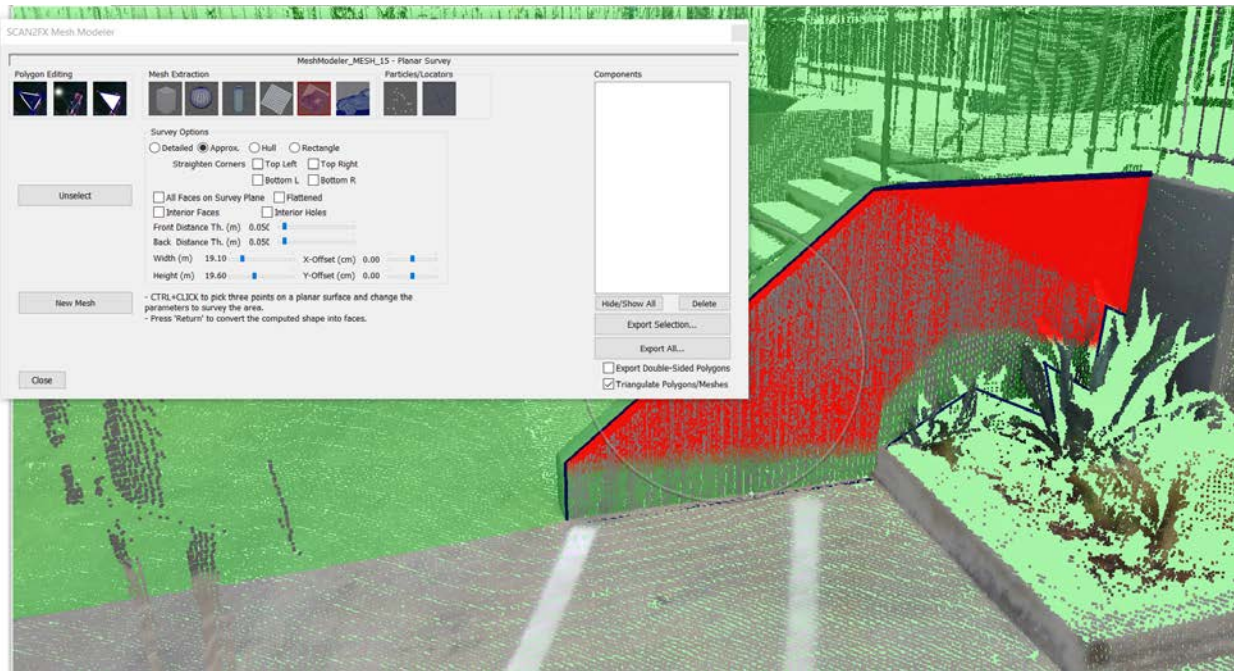 SCAN2FX Mesh Modeler
MeshModeler_MESH_15 - Planar Survey
Polygon Editing
Mesh Extraction
Particles/Locators
Components
Survey Options
Detailed Approx. Hull Rectangle
Straighten Corners Top Left Top Right
Bottom L Bottom R
Unselect
All Faces on Survey Plane Flattened
Interior Faces Interior Holes
Front Distance Th. (m) 0.050
Back Distance Th. (m) 0.050
Width (m) 19.10 X-Offset (cm) 0.00
Height (m) 19.60 Y-Offset (cm) 0.00
New Mesh
- CTRL+CLICK to pick three points on a planar surface and change the
parameters to survey the area.
- Press 'Return' to convert the computed shape into faces.
Hide/Show All Delete
Export Selection...
Export All...
Export Double-Sided Polygons
Triangulate Polygons/Meshes
Close